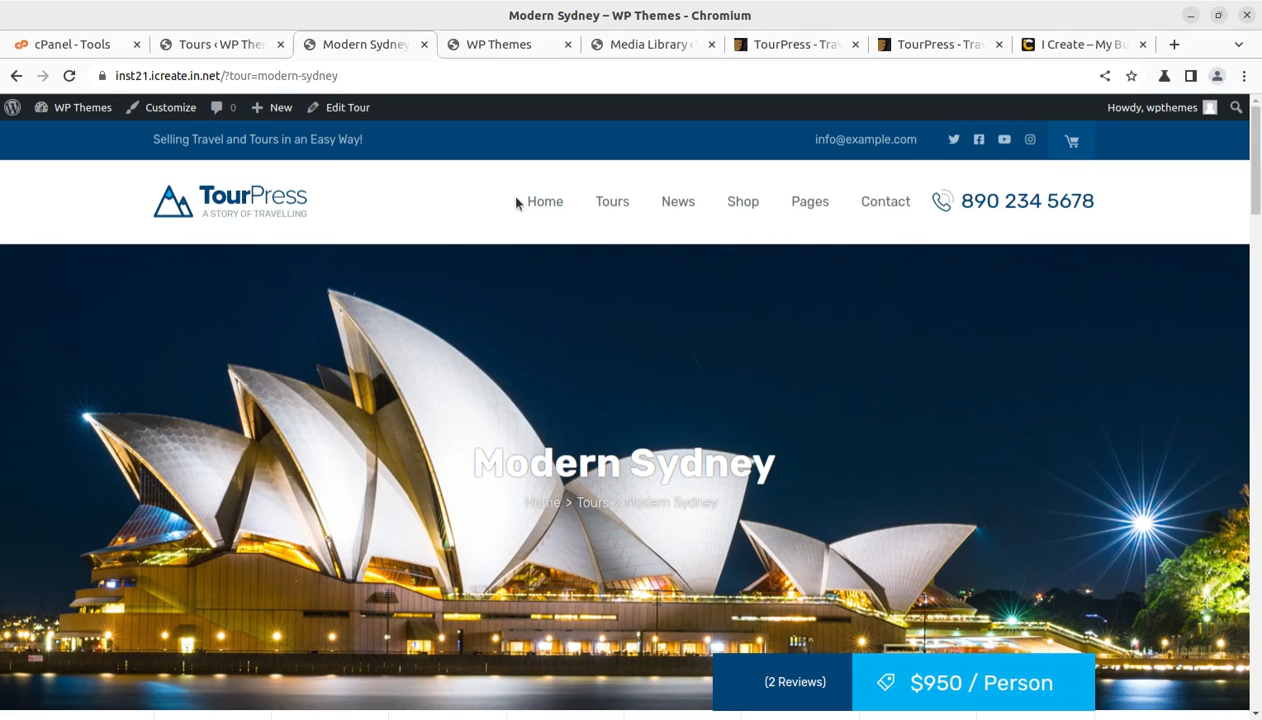 Modern Sydney – WP Themes - Chromium
cPanel - Tools
Tours ‹ WP The
Modern Sydney
WP Themes
Media Library ‹
TourPress - Tra
TourPress - Tra
I Create – My Bu
inst21.icreate.in.net/?tour=modern-sydney
WP Themes
Customize
0
New
Edit Tour
Howdy, wpthemes
Selling Travel and Tours in an Easy Way!
info@example.com
TourPress
A STORY OF TRAVELLING
Home
Tours
News
Shop
Pages
Contact
890 234 5678
Modern Sydney
Home > Tours > Modern Sydney
(2 Reviews)
$950 / Person